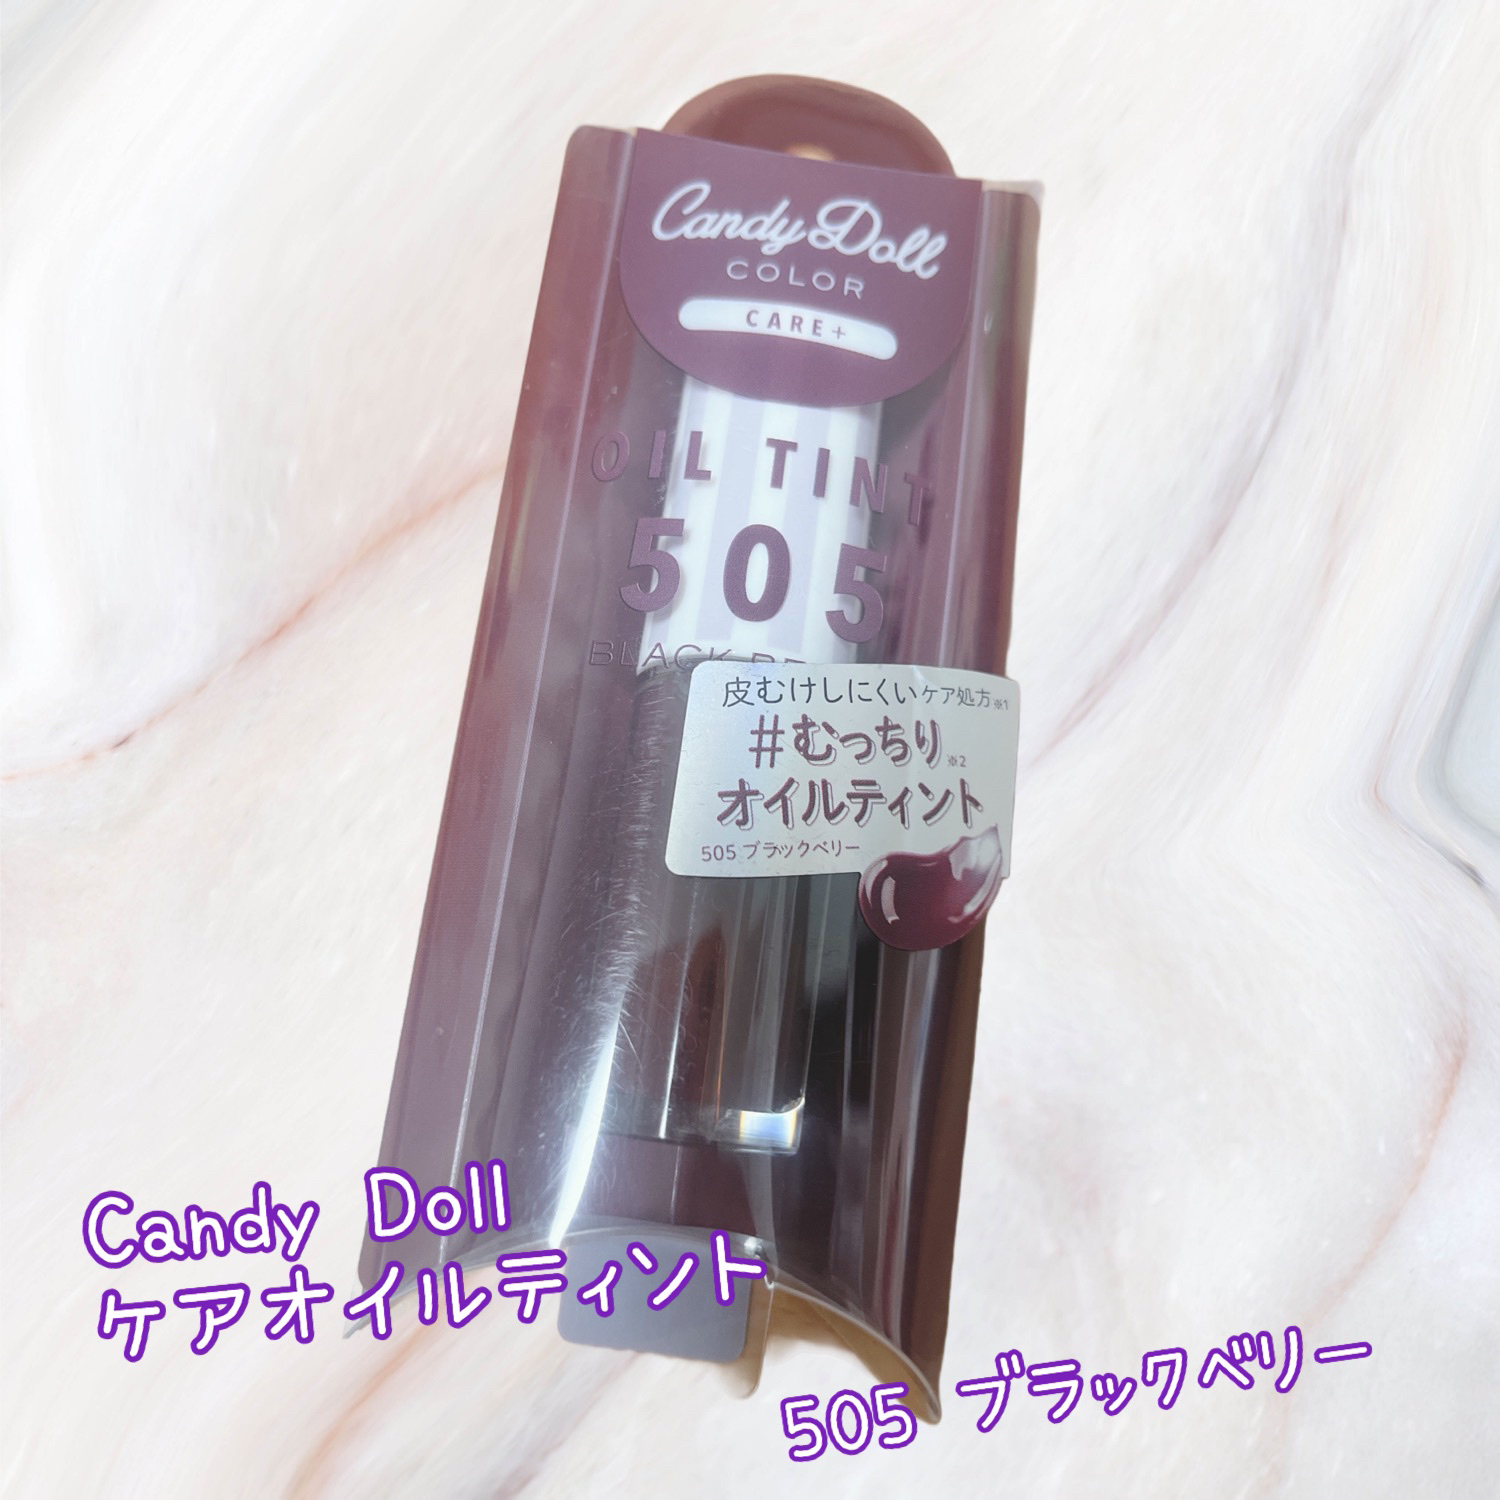 Candy Doll
COLOR
CARE+
OIL TINT
505
BLACK
皮むけしにくいケア処方※1
#むっちり※2
オイルティント
505 ブラックベリー
Candy Doll
ケアオイルティント
505 ブラックベリー